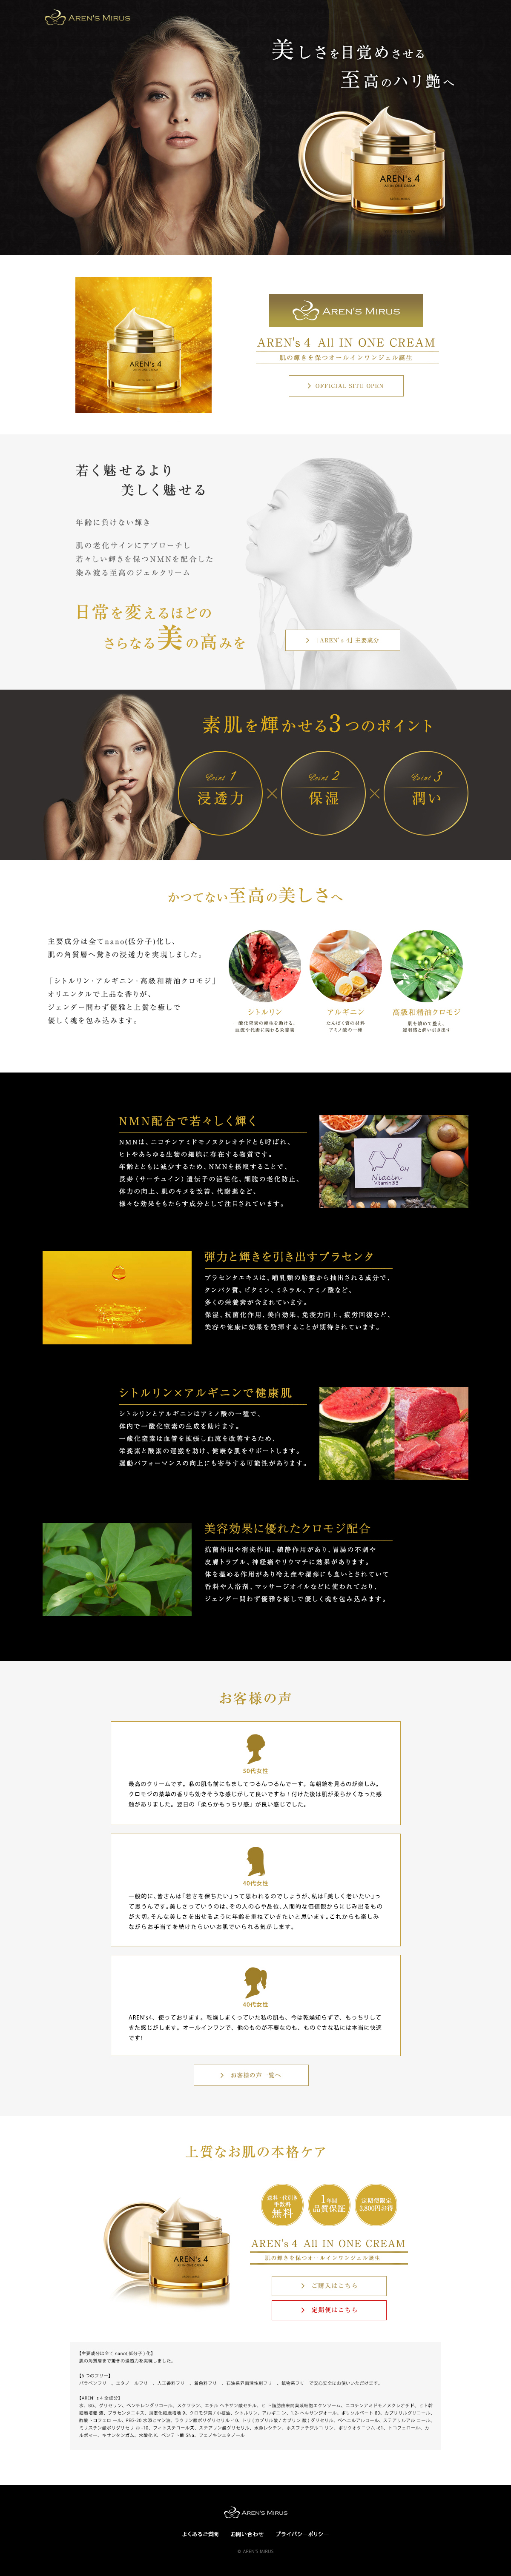 AREN'S MIRUS
美しさを目覚めさせる
至高のハリ艶へ
AREN's 4
AREN'S MIRUS
AREN's 4
AREN's 4 All IN ONE CREAM
肌の輝きを保つオールインワンジェル誕生
OFFICIAL SITE OPEN
若く魅せるより
美しく魅せる
年齢に負けない輝き
肌の老化サインにアプローチし
若々しい輝きを保つNMNを配合した
染み渡る至高のジェルクリーム
日常を変えるほどの
さらなる美の高みを
「AREN's 4」主要成分
素肌を輝かせる3つのポイント
Point 1
浸透力
Point 2
保湿
Point 3
潤い
かつてない至高の美しさへ
主要成分は全てnano(低分子)化し、
肌の角質層へ驚きの浸透力を実現しました。
「シトルリン・アルギニン・高級和精油クロモジ」
オリエンタルで上品な香りが、
ジェンダー問わず優雅と上質な癒しで
優しく魂を包み込みます。
シトルリン
一酸化窒素の産生を助ける、
血流や代謝に関わる栄養素
アルギニン
たんぱく質の材料
アミノ酸の一種
高級和精油クロモジ
肌を鎮めて整え、
透明感と潤い引き出す
NMN配合で若々しく輝く
NMNは、ニコチンアミドモノヌクレオチドとも呼ばれ、
ヒトやあらゆる生物の細胞に存在する物質です。
年齢とともに減少するため、NMNを摂取することで、
長寿（サーチュイン）遺伝子の活性化、細胞の老化防止、
体力の向上、肌のキメを改善、代謝混など、
様々な効果をもたらす成分として注目されています。
Niacin
Vitamin B3
弾力と輝きを引き出すプラセンタ
プラセンタエキスは、哺乳類の胎盤から抽出される成分で、
タンパク質、ビタミン、ミネラル、アミノ酸など、
多くの栄養素が含まれています。
保湿、抗菌化作用、美白効果、免疫力向上、疲労回復など、
美容や健康に効果を発揮することが期待されています。
シトルリン×アルギニンで健康肌
シトルリンとアルギニンはアミノ酸の一種で、
体内で一酸化窒素の生成を助けます。
一酸化窒素は血管を拡張し血流を改善するため、
栄養素と酸素の運搬を助け、健康な肌をサポートします。
運動パフォーマンスの向上にも寄与する可能性があります。
美容効果に優れたクロモジ配合
抗菌作用や消炎作用、鎮静作用があり、胃腸の不調や
皮膚トラブル、神経痛やリウマチに効果があります。
体を温める作用があり冷え症や湿疹にも良いとされていて
香料や入浴剤、マッサージオイルなどに使われており、
ジェンダー問わず優雅な癒しで優しく魂を包み込みます。
お客様の声
50代女性
最高のクリームです。私の肌も前にもましてつるんつるんでーす。毎朝鏡を見るのが楽しみ。
クロモジの薬草の香りも効きそうな感じがして良いですね！付けた後は肌が柔らかくなった感
触がありました。翌日の「柔らかもっちり感」が良い感じでした。
40代女性
一般的に、皆さんは「若さを保ちたい」って思われるのでしょうが、私は「美しく老いたい」っ
て思うんです。美しさっていうのは、その人の心や品位、人間的な価値観からにじみ出るもの
が大切。そんな美しさを出せるように年齢を重ねていきたいと思います。これからも楽しみ
ながらお手当てを続けたらいいお肌でいられる気がします。
40代女性
AREN's4、使っております。乾燥しまくっていた私の肌も、今は乾燥知らずで、もっちりして
きた感じがします。オールインワンで、他のものが不要なのも、ものぐさな私には本当に快適
です!
お客様の声一覧へ
上質なお肌の本格ケア
送料・代引き
手数料
無料
1年間
品質保証
定期便限定
3,800円お得
AREN's 4
AREN's 4 All IN ONE CREAM
肌の輝きを保つオールインワンジェル誕生
ご購入はこちら
定期便はこちら
【主要成分は全て nano( 低分子 ) 化】
肌の角質層まで驚きの浸透力を実現しました。
【6 つのフリー】
パラベンフリー、エタノールフリー、人工香料フリー、着色料フリー、石油系界面活性剤フリー、鉱物系フリーで安心安全にお使いいただけます。
【AREN' s 4 全成分】
AREN'S MIRUS
よくあるご質問 お問い合わせ プライバシーポリシー
© AREN'S MIRUS